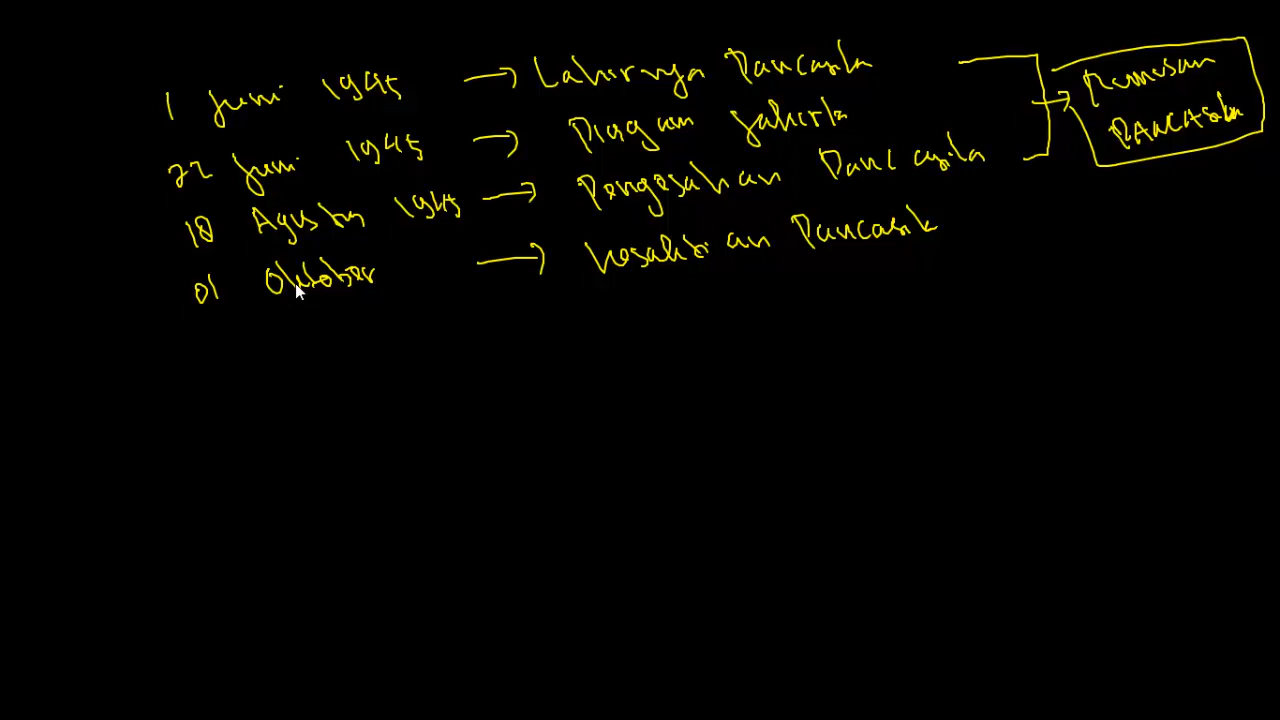 1 Juni 1945 → Lahirnya Pancasila
22 Juni 1945 → Piagam Jakarta
18 Agustus 1945 → Pengesahan Pancasila
01 Oktober → Kesaktian Pancasila
Rumusan
PANCASILA